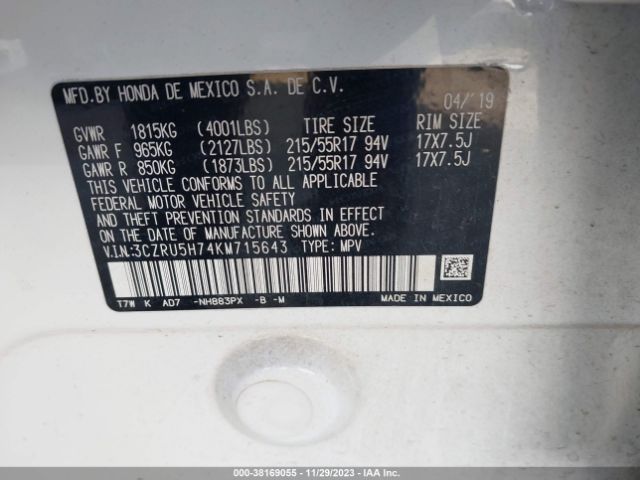 MFD.BY HONDA DE MEXICO S.A. DE C.V.
04/'19
GVWR 1815KG (4001LBS) TIRE SIZE RIM SIZE
GAWR F 965KG (2127LBS) 215/55R17 94V 17X7.5J
GAWR R 850KG (1873LBS) 215/55R17 94V 17X7.5J
THIS VEHICLE CONFORMS TO ALL APPLICABLE
FEDERAL MOTOR VEHICLE SAFETY
AND THEFT PREVENTION STANDARDS IN EFFECT
ON THE DATE OF MANUFACTURE SHOWN ABOVE.
V.I.N:3CZRU5H74KM715643 TYPE: MPV
T7W K AD7 -NH883PX -B -M
MADE IN MEXICO
000-38169055 - 11/29/2023 - IAA Inc.